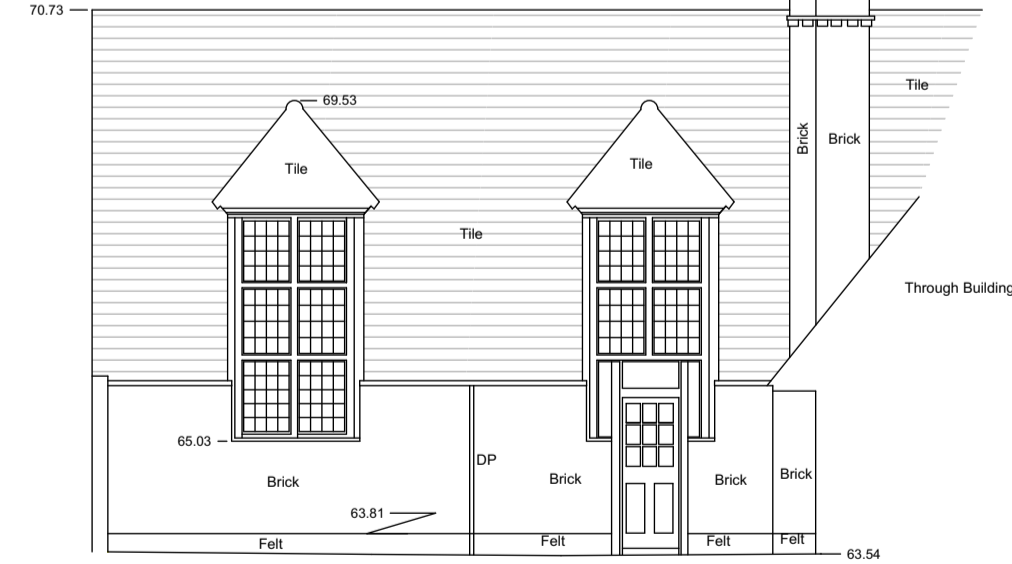 70.73
Tile
69.53
Brick
Brick
Tile
Tile
Tile
Through Building
65.03
DP
Brick
Brick
Brick
Brick
63.81
Felt
Felt
Felt
Felt
63.54